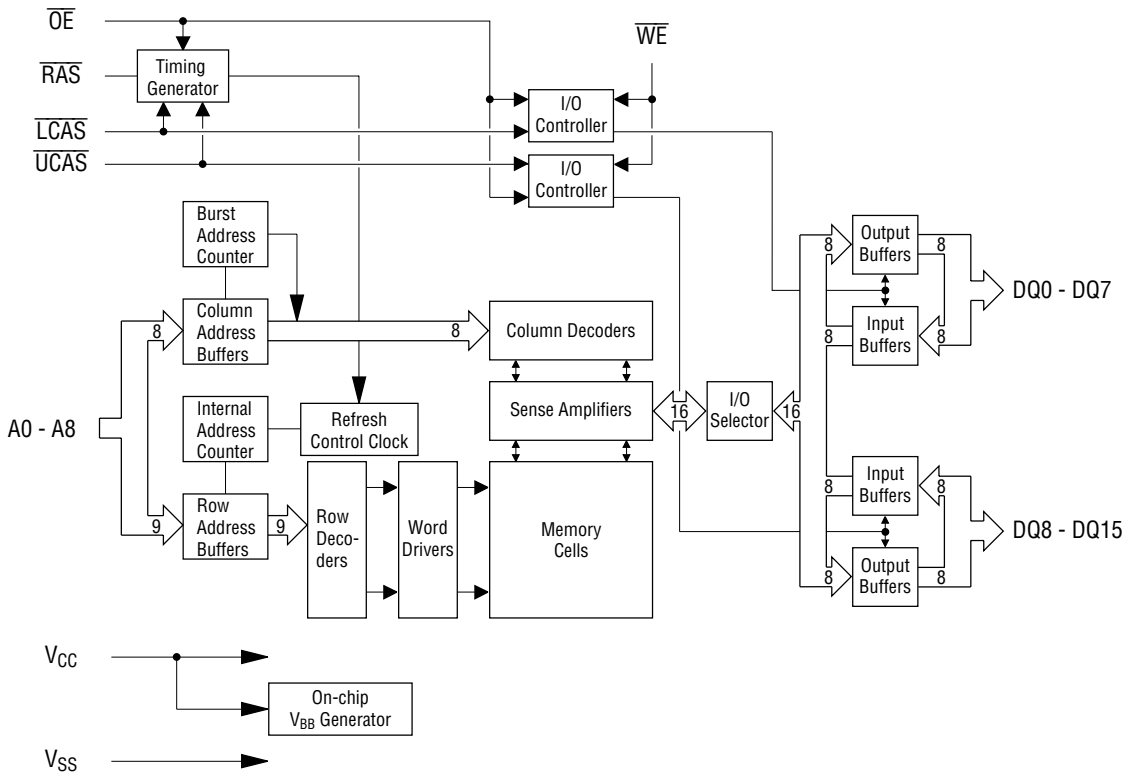 OE
WE
RAS
Timing
Generator
I/O
Controller
LCAS
UCAS
I/O
Controller
Burst
Address
Counter
8
Output
Buffers
8
DQ0 - DQ7
8
Column
Address
Buffers
8
Column Decoders
8
Input
Buffers
8
A0 - A8
Internal
Address
Counter
Refresh
Control Clock
Sense Amplifiers
16
I/O
Selector
16
9
Row
Address
Buffers
9
Row
Deco-
ders
Word
Drivers
Memory
Cells
8
Input
Buffers
8
DQ8 - DQ15
8
Output
Buffers
8
VCC
On-chip
VBB Generator
VSS